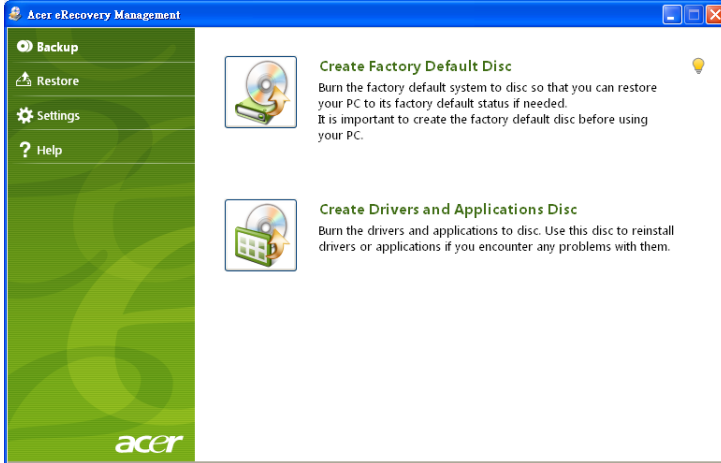 Acer eRecovery Management
Backup
Restore
Settings
? Help
Create Factory Default Disc
Burn the factory default system to disc so that you can restore
your PC to its factory default status if needed.
It is important to create the factory default disc before using
your PC.
Create Drivers and Applications Disc
Burn the drivers and applications to disc. Use this disc to reinstall
drivers or applications if you encounter any problems with them.
acer